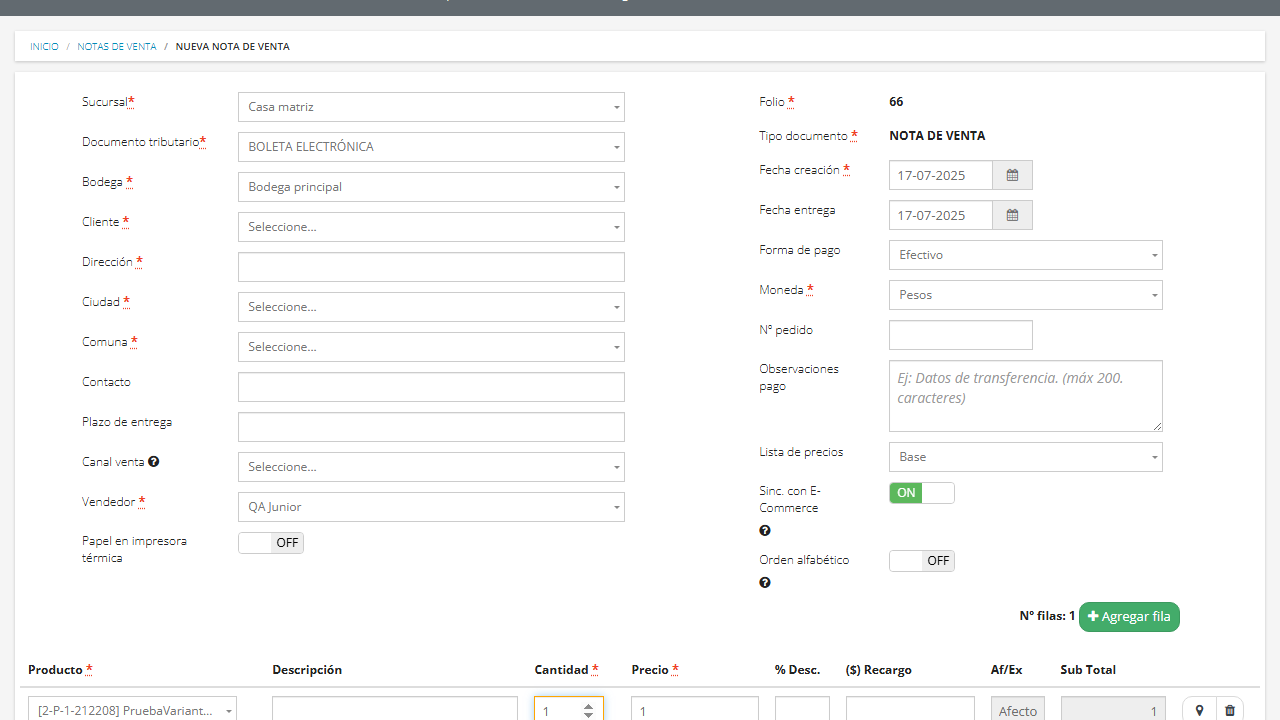 INICIO / NOTAS DE VENTA / NUEVA NOTA DE VENTA
Sucursal* Casa matriz
Documento tributario* BOLETA ELECTRÓNICA
Bodega * Bodega principal
Cliente * Seleccione...
Dirección *
Ciudad * Seleccione...
Comuna * Seleccione...
Contacto
Plazo de entrega
Canal venta ? Seleccione...
Vendedor * QA Junior
Papel en impresora
térmica OFF
Folio * 66
Tipo documento * NOTA DE VENTA
Fecha creación * 17-07-2025
Fecha entrega 17-07-2025
Forma de pago Efectivo
Moneda * Pesos
Nº pedido
Observaciones
pago
Ej: Datos de transferencia. (máx 200.
caracteres)
Lista de precios Base
Sinc. con E-
Commerce
? ON
Orden alfabético OFF
?
Nº filas: 1 + Agregar fila
Producto * Descripción Cantidad * Precio * % Desc. ($) Recargo Af/Ex Sub Total
[2-P-1-212208] PruebaVariant... 1 1 Afecto 1